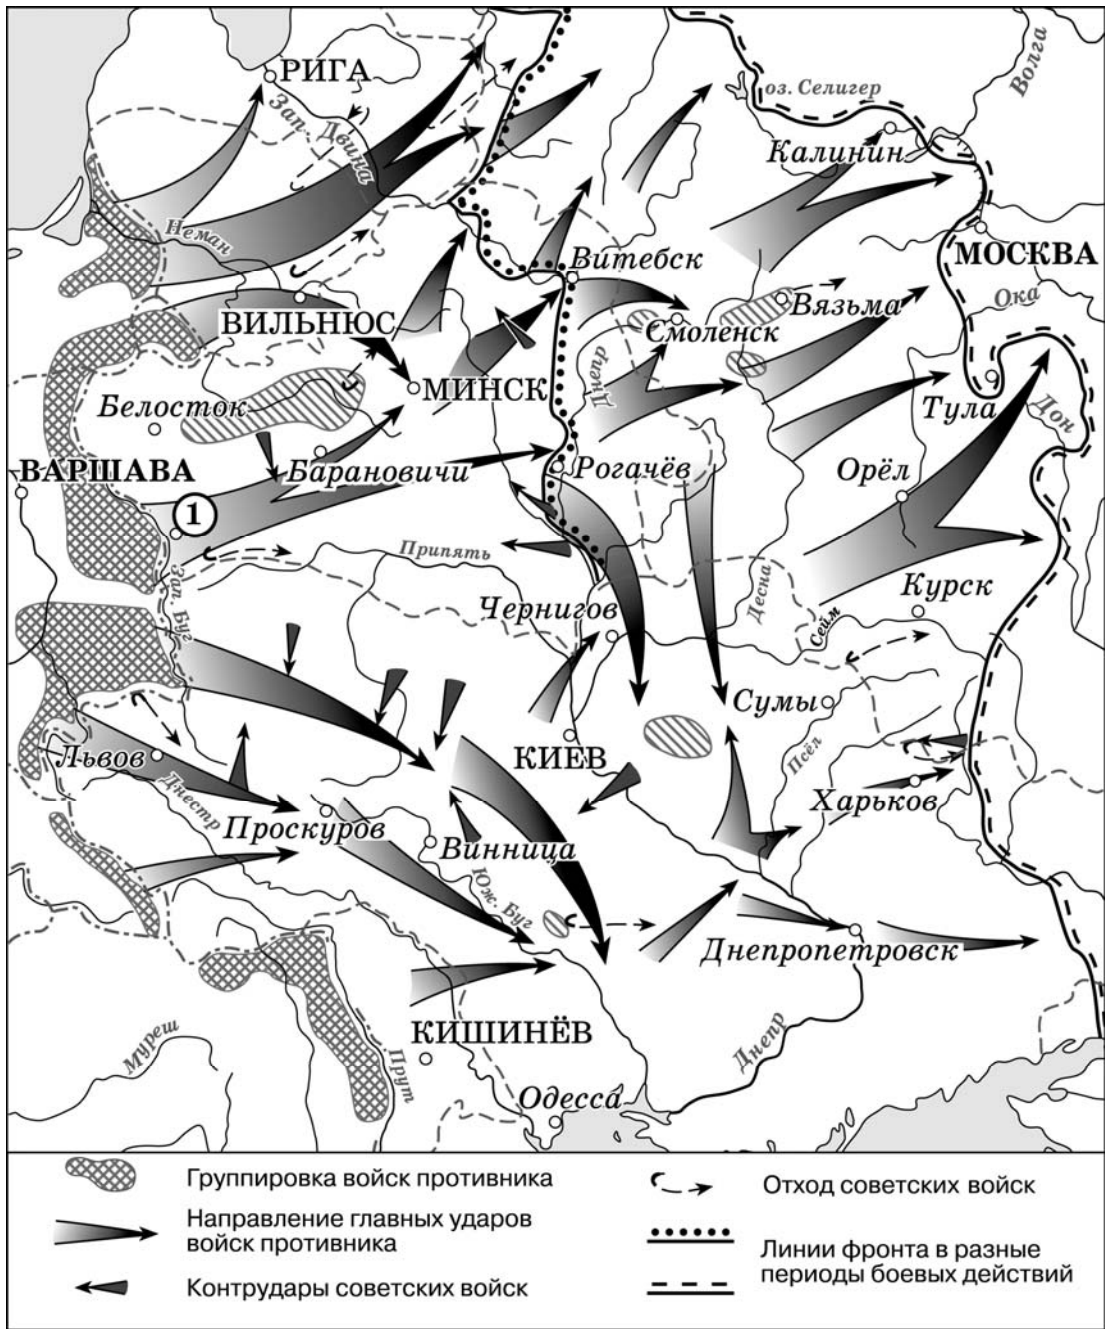 РИГА
Зап. Двина
оз. Селигер
Волга
Калинин
Неман
МОСКВА
Витебск
Ока
Вязьма
ВИЛЬНЮС
Смоленск
Днепр
МИНСК
Белосток
Тула
Дон
ВАРШАВА
Барановичи
Рогачёв
Орёл
1
Припять
Зап. Буг
Десна
Курск
Чернигов
Сейм
Сумы
Львов
КИЕВ
Псёл
Днестр
Харьков
Проскуров
Винница
Юж. Буг
Днепропетровск
КИШИНЁВ
Днепр
Муреш
Прут
Одесса
Группировка войск противника
Направление главных ударов
войск противника
Контрудары советских войск
Отход советских войск
Линии фронта в разные
периоды боевых действий